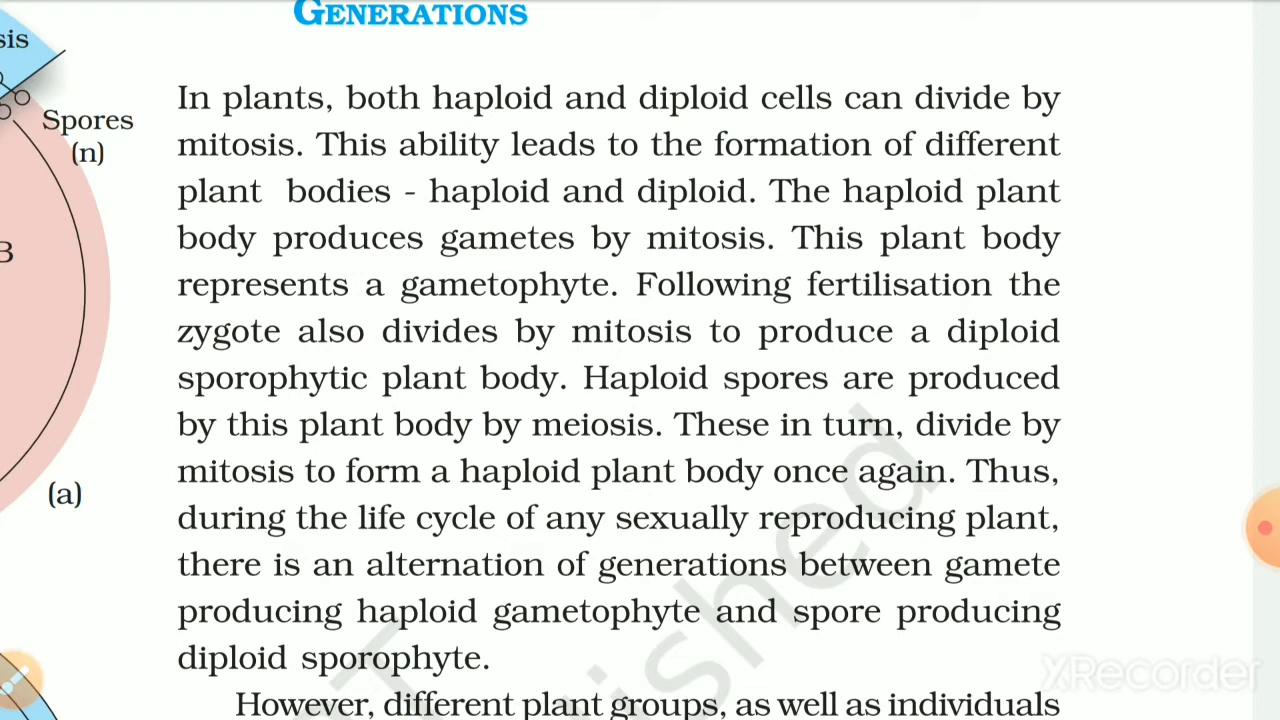 GENERATIONS
sis
Spores
(n)
B
(a)
In plants, both haploid and diploid cells can divide by
mitosis. This ability leads to the formation of different
plant bodies - haploid and diploid. The haploid plant
body produces gametes by mitosis. This plant body
represents a gametophyte. Following fertilisation the
zygote also divides by mitosis to produce a diploid
sporophytic plant body. Haploid spores are produced
by this plant body by meiosis. These in turn, divide by
mitosis to form a haploid plant body once again. Thus,
during the life cycle of any sexually reproducing plant,
there is an alternation of generations between gamete
producing haploid gametophyte and spore producing
diploid sporophyte.
However, different plant groups, as well as individuals
XRecorder